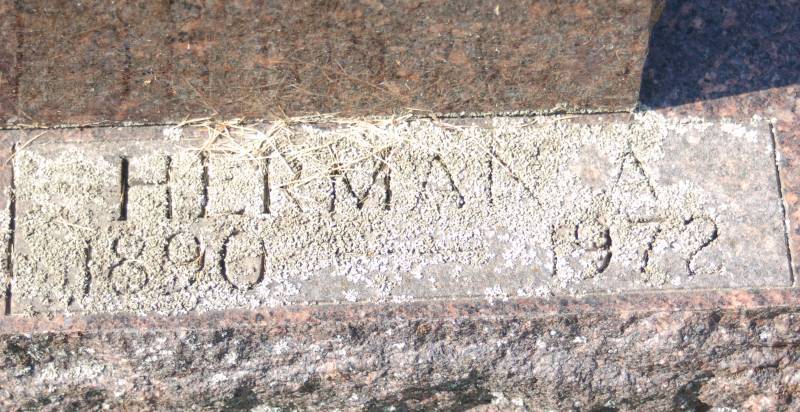 HERMAN A
1890 = 1972